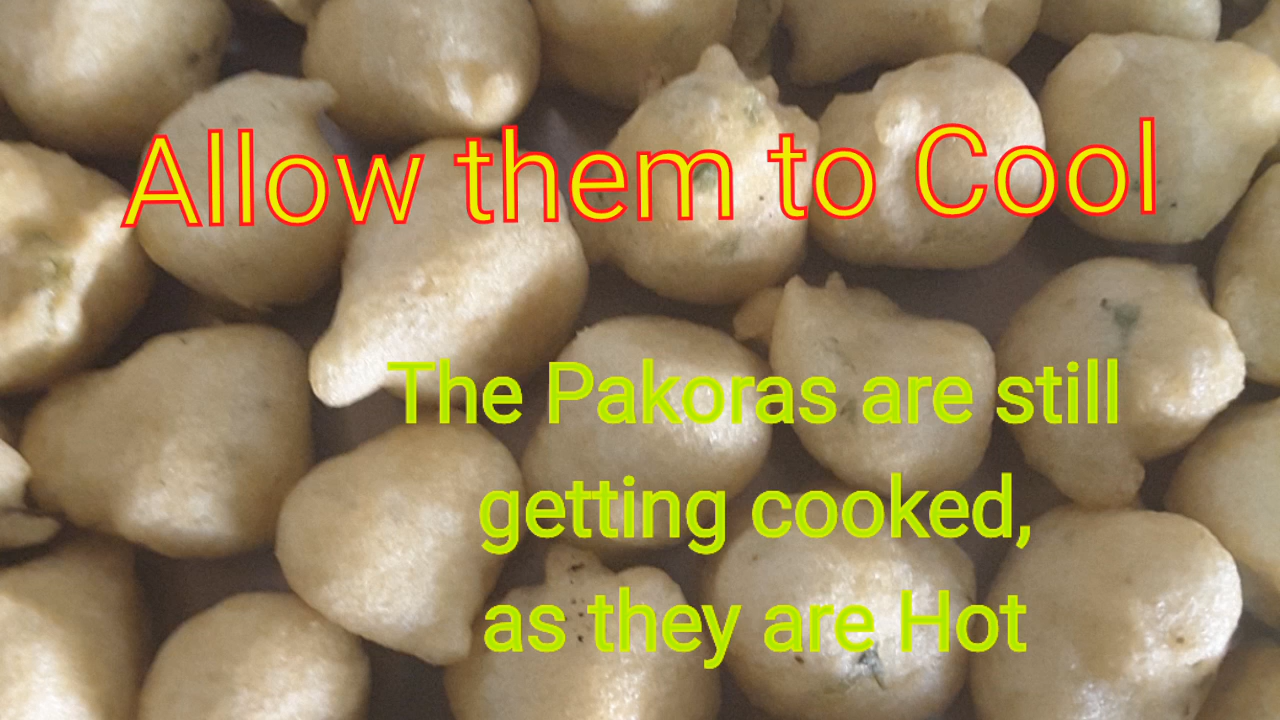 Allow them to Cool
The Pakoras are still
getting cooked,
as they are Hot